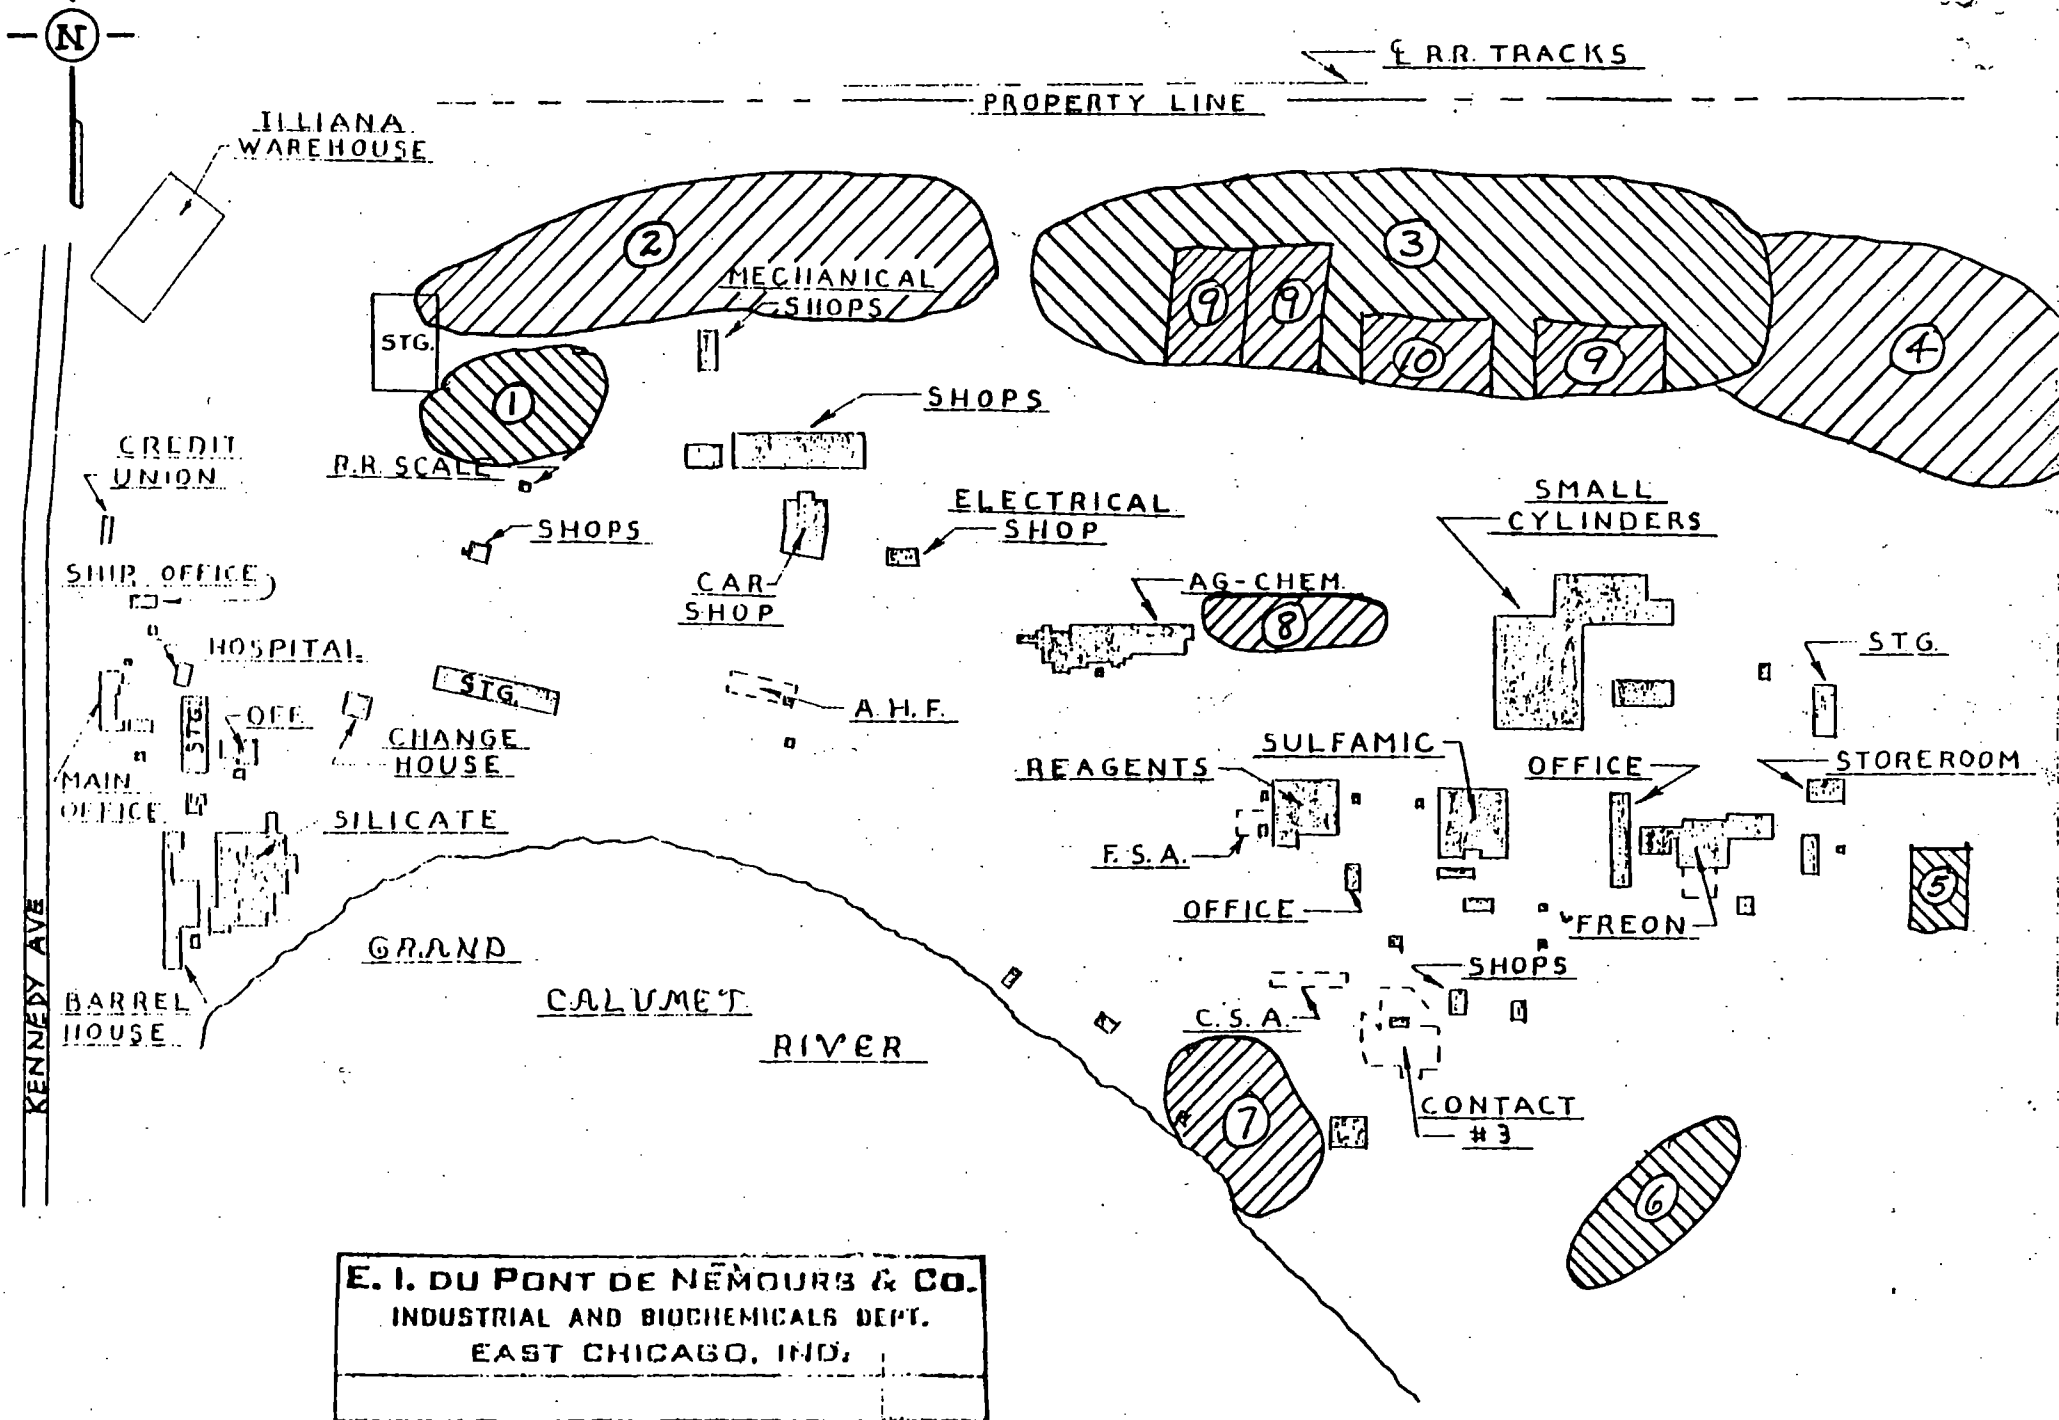 N
℄ R.R. TRACKS
PROPERTY LINE
ILLIANA
WAREHOUSE
2
3
MECHANICAL
SHOPS
9
9
STG.
10
9
4
1
SHOPS
CREDIT
UNION
R.R. SCALE
SHOPS
ELECTRICAL
SHOP
SMALL
CYLINDERS
SHIP. OFFICE
CAR
SHOP
AG-CHEM.
8
HOSPITAL
STG.
STG.
A.H.F.
STG.
OFF.
CHANGE
HOUSE
MAIN
OFFICE
REAGENTS
SULFAMIC
OFFICE
STOREROOM
SILICATE
F.S.A.
5
OFFICE
"FREON
KENNEDY AVE
GRAND
CALUMET
RIVER
BARREL
HOUSE
SHOPS
C.S.A.
7
CONTACT
#3
6
E. I. DU PONT DE NEMOURS & CO.
INDUSTRIAL AND BIOCHEMICALS DEPT.
EAST CHICAGO, IND.